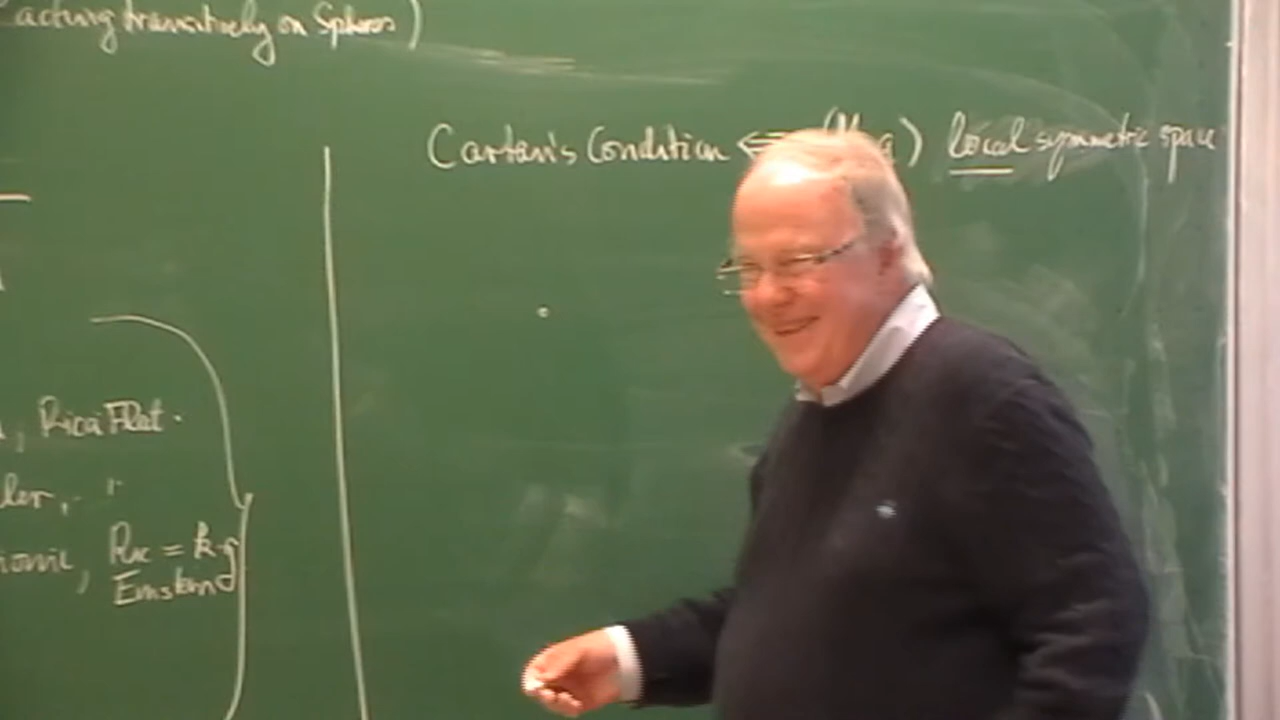 acting transitively on Spheres)
Cartan's Condition ⇐ g) local symmetric space
, Ricci Flat.
ler, - "
ionic, Ric = k·g
Einstein